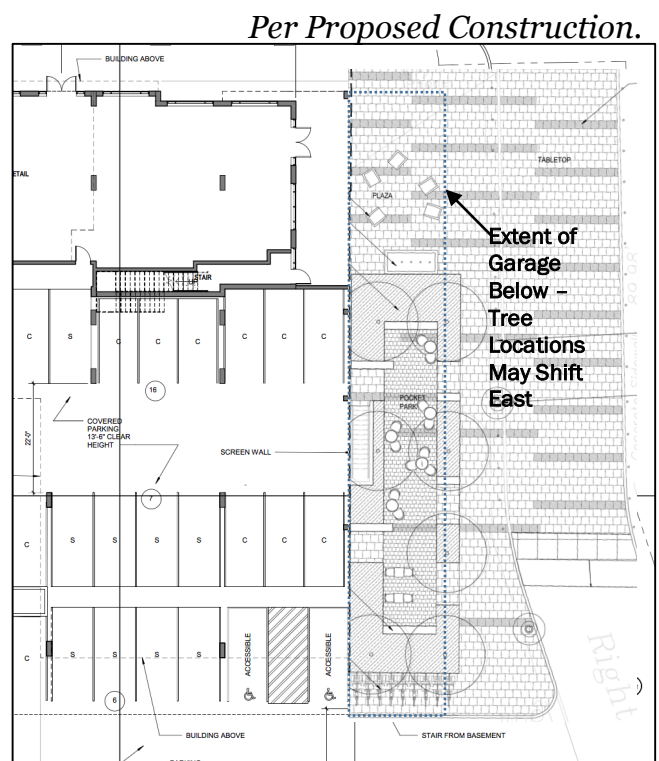 Per Proposed Construction.
BUILDING ABOVE
TABLETOP
ETAIL
PLAZA
Extent of
Garage
Below –
Tree
Locations
May Shift
East
STAIR
UP
C S C C C C C C
16
POCKET
PARK
COVERED
PARKING
13'-6" CLEAR
HEIGHT
22'-0"
SCREEN WALL
7
C S S S S C C C
ACCESSIBLE
ACCESSIBLE
C S S S S
6
Right
BUILDING ABOVE
STAIR FROM BASEMENT